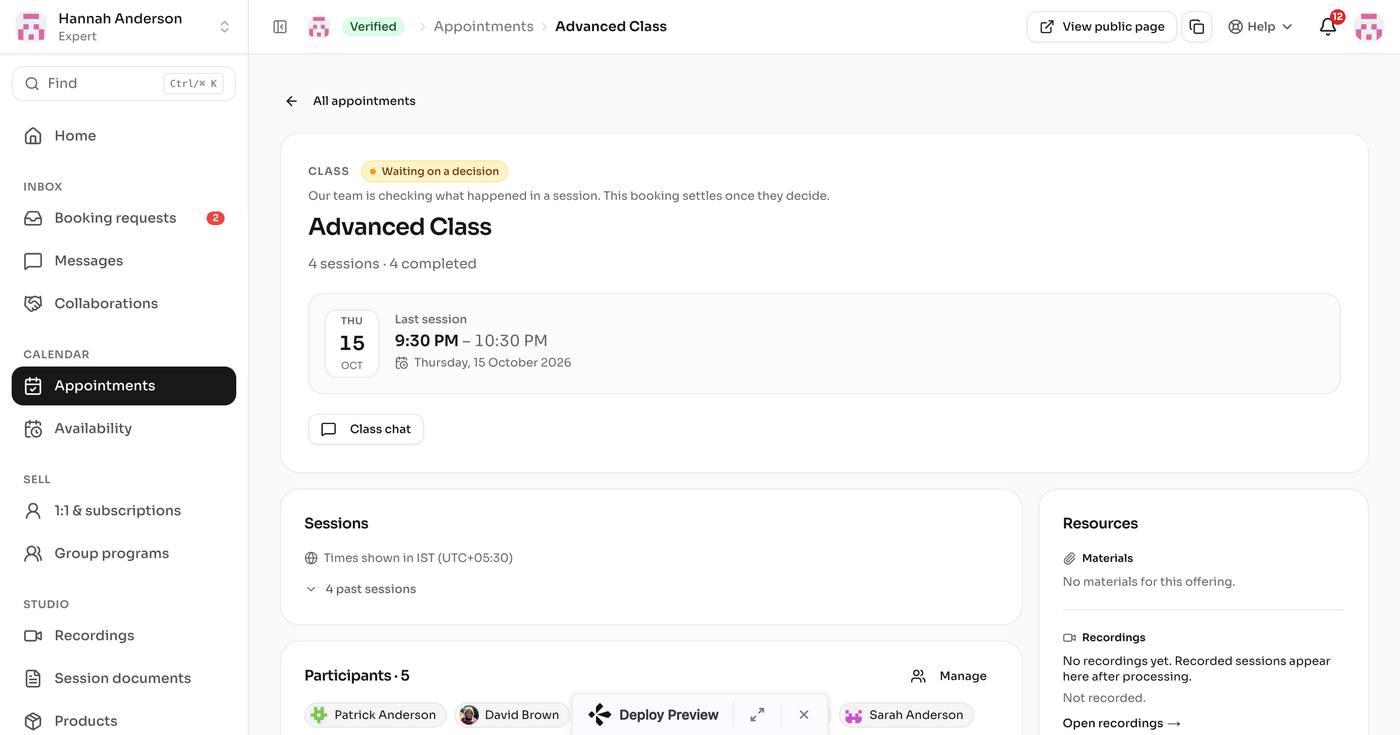 Hannah Anderson
Expert
Verified
Appointments
Advanced Class
View public page
Help
12
Find
Ctrl/⌘ K
Home
INBOX
Booking requests
2
Messages
Collaborations
CALENDAR
Appointments
Availability
SELL
1:1 & subscriptions
Group programs
STUDIO
Recordings
Session documents
Products
All appointments
CLASS
Waiting on a decision
Our team is checking what happened in a session. This booking settles once they decide.
Advanced Class
4 sessions · 4 completed
THU
15
OCT
Last session
9:30 PM – 10:30 PM
Thursday, 15 October 2026
Class chat
Sessions
Times shown in IST (UTC+05:30)
4 past sessions
Participants · 5
Manage
Patrick Anderson
David Brown
Sarah Anderson
Deploy Preview
Resources
Materials
No materials for this offering.
Recordings
No recordings yet. Recorded sessions appear
here after processing.
Not recorded.
Open recordings →